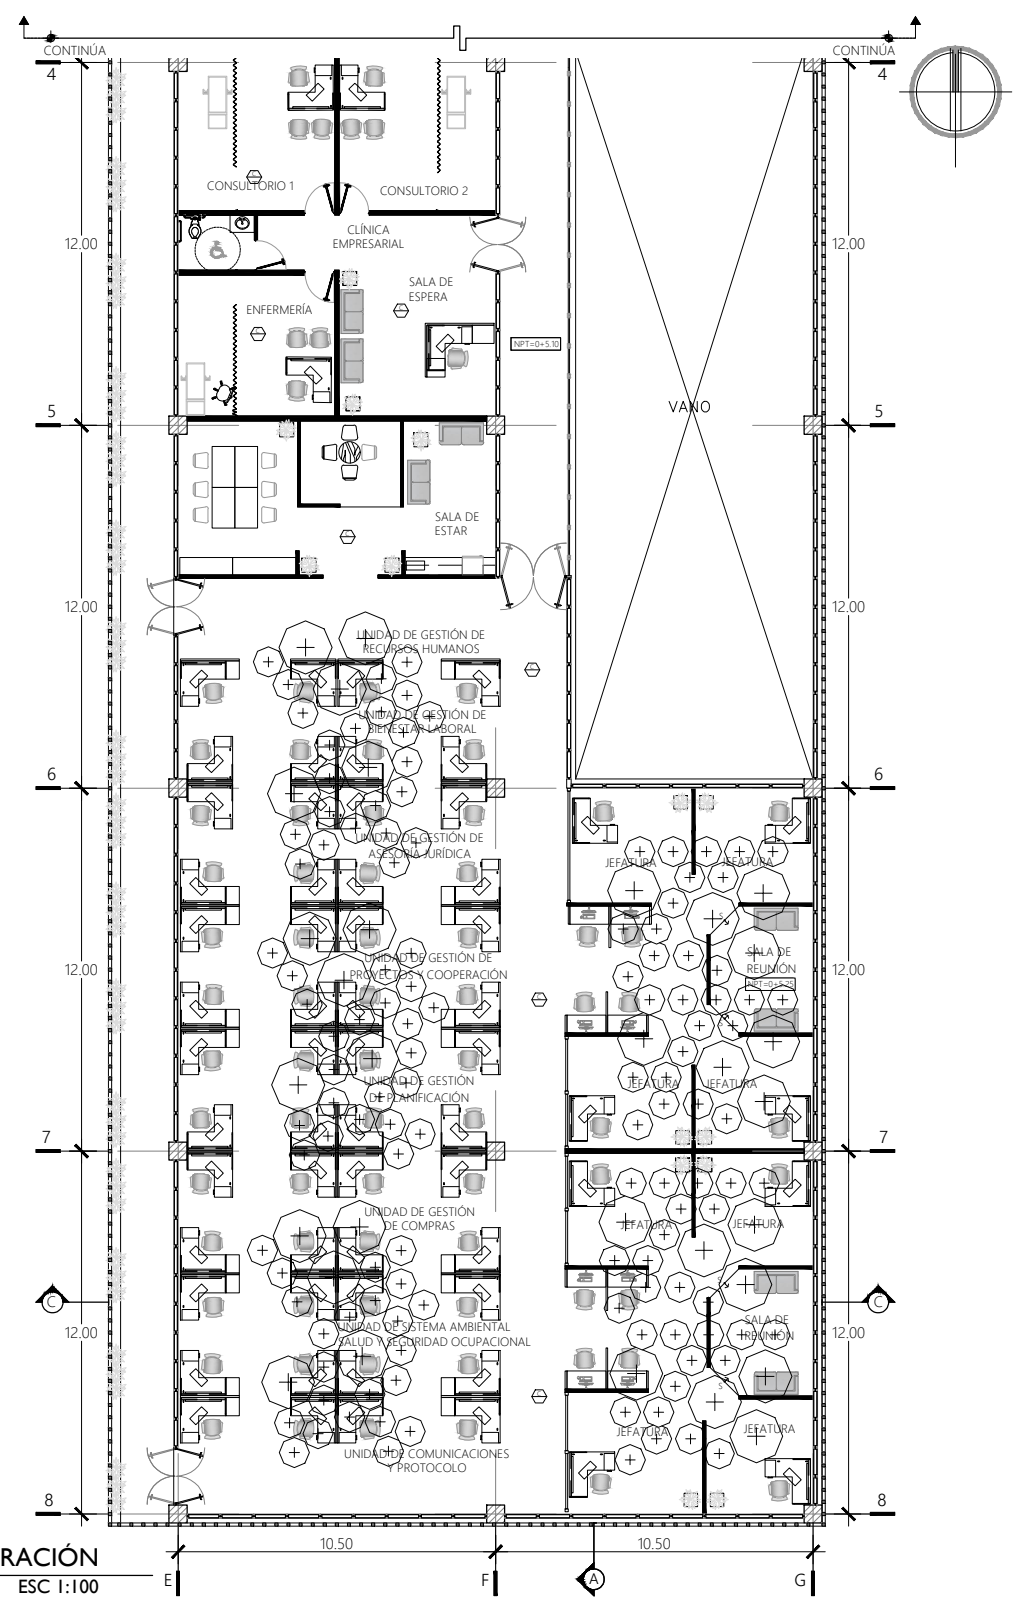 CONTINÚA
CONTINÚA
4
4
CONSULTORIO 1
CONSULTORIO 2
CLÍNICA
EMPRESARIAL
12.00
12.00
SALA DE
ESPERA
ENFERMERÍA
NPT=0+5.10
VANO
5
5
SALA DE
ESTAR
12.00
12.00
UNIDAD DE GESTIÓN DE
RECURSOS HUMANOS
UNIDAD DE GESTIÓN DE
BIENESTAR LABORAL
6
6
UNIDAD DE GESTIÓN DE
ASESORÍA JURÍDICA
JEFATURA
JEFATURA
S
SALA DE
REUNIÓN
NPT=0+5.25
UNIDAD DE GESTIÓN DE
PROYECTOS Y COOPERACIÓN
12.00
12.00
S
UNIDAD DE GESTIÓN
DE PLANIFICACIÓN
JEFATURA
JEFATURA
7
7
UNIDAD DE GESTIÓN
DE COMPRAS
JEFATURA
JEFATURA
S
C
C
UNIDAD DE SISTEMA AMBIENTAL
SALUD Y SEGURIDAD OCUPACIONAL
SALA DE
REUNIÓN
12.00
12.00
S
JEFATURA
JEFATURA
UNIDAD DE COMUNICACIONES
Y PROTOCOLO
8
8
10.50
10.50
RACIÓN
ESC 1:100
E
F
A
G